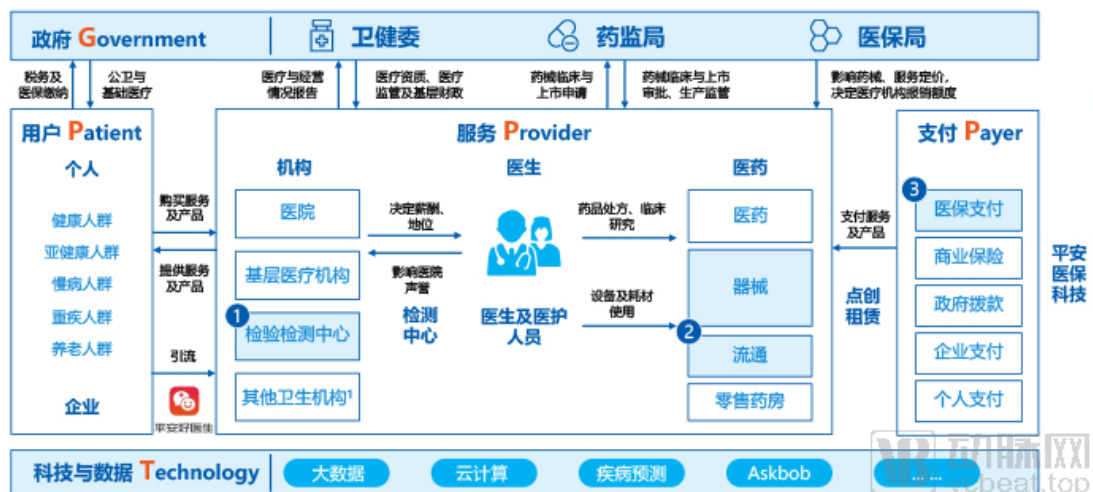 政府 Government
卫健委
药监局
医保局
税务及
医保缴纳
公卫与
基础医疗
医疗与经营
情况报告
医疗资质、医疗
监管及基层财政
药械临床与
上市申请
药械临床与上市
审批、生产监管
影响药械、服务定价，
决定医疗机构报销额度
用户 Patient
个人
健康人群
亚健康人群
慢病人群
重疾人群
养老人群
企业
购买服务
及产品
提供服务
及产品
引流
平安好医生
服务 Provider
机构
医院
基层医疗机构
1
检验检测中心
其他卫生机构¹
决定薪酬、
地位
影响医院
声誉
检测
中心
医生
医生及医护
人员
药品处方、临床
研究
设备及耗材
使用
医药
医药
器械
2
流通
零售药房
支付服务
及产品
点创
租赁
支付 Payer
3
医保支付
商业保险
政府拨款
企业支付
个人支付
平安
医保
科技
科技与数据 Technology
大数据
云计算
疾病预测
Askbob
......
动脉网
vcbeat.top